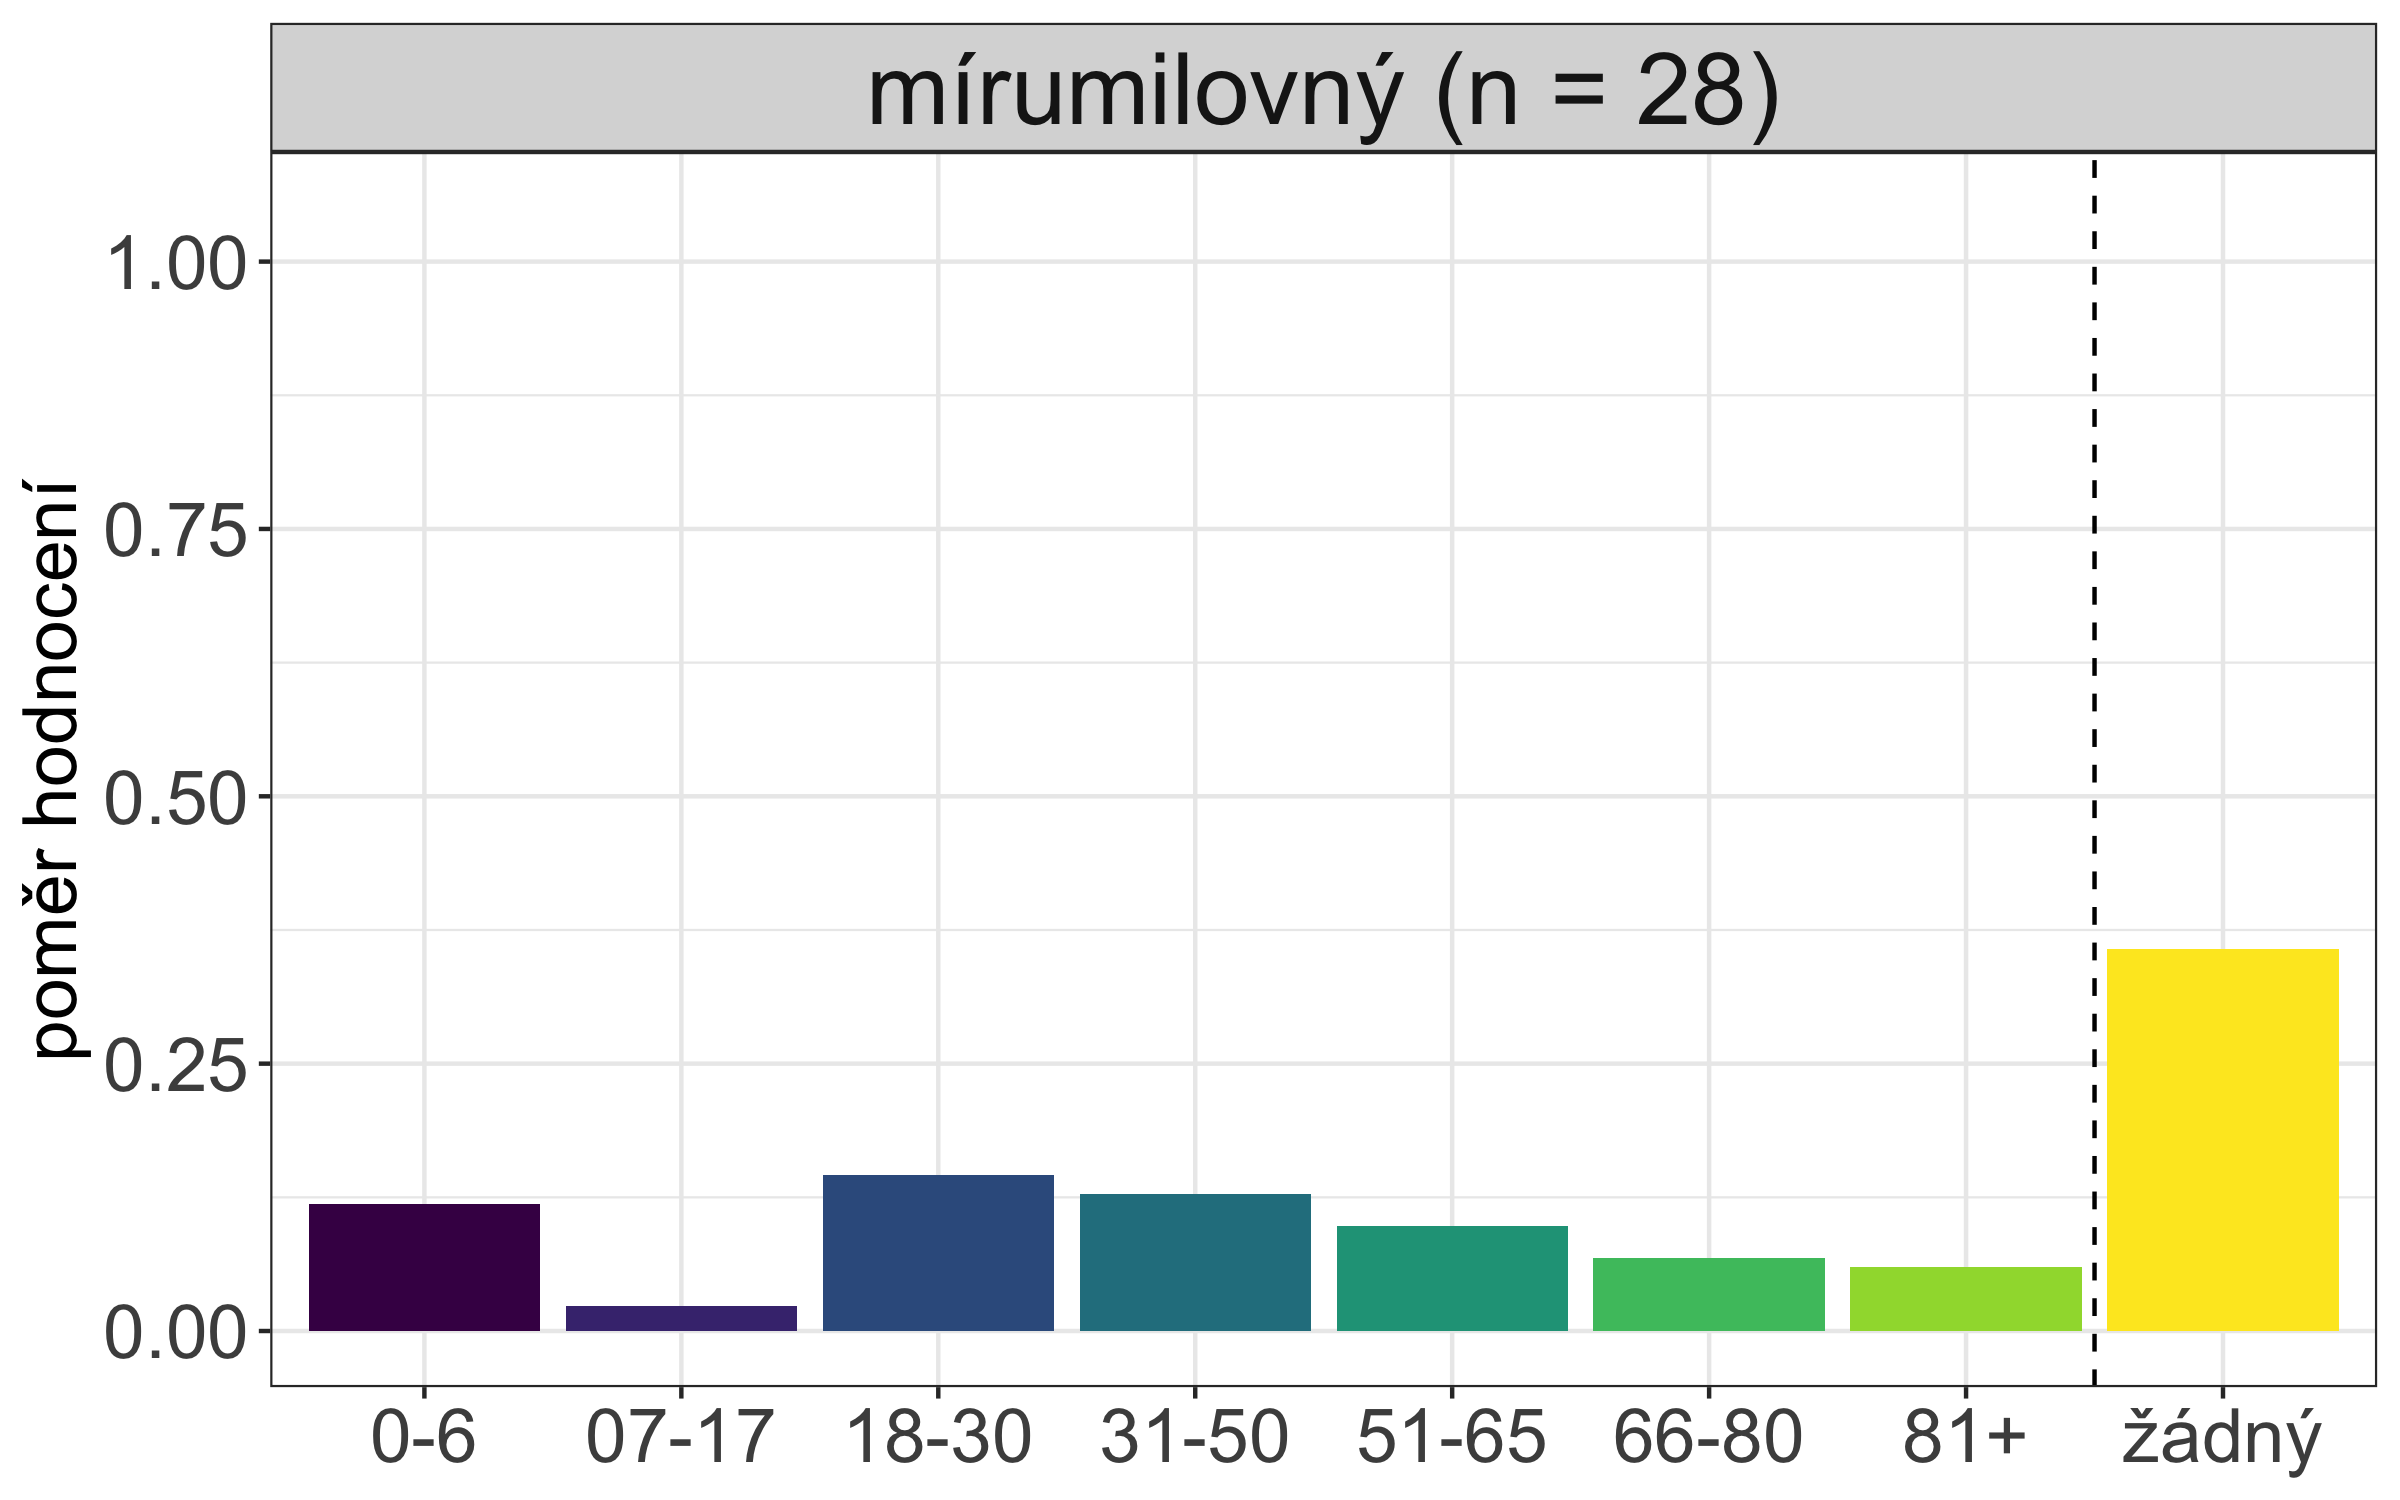 mírumilovný (n = 28)
poměr hodnocení
1.00
0.75
0.50
0.25
0.00
0-6 07-17 18-30 31-50 51-65 66-80 81+ žádný